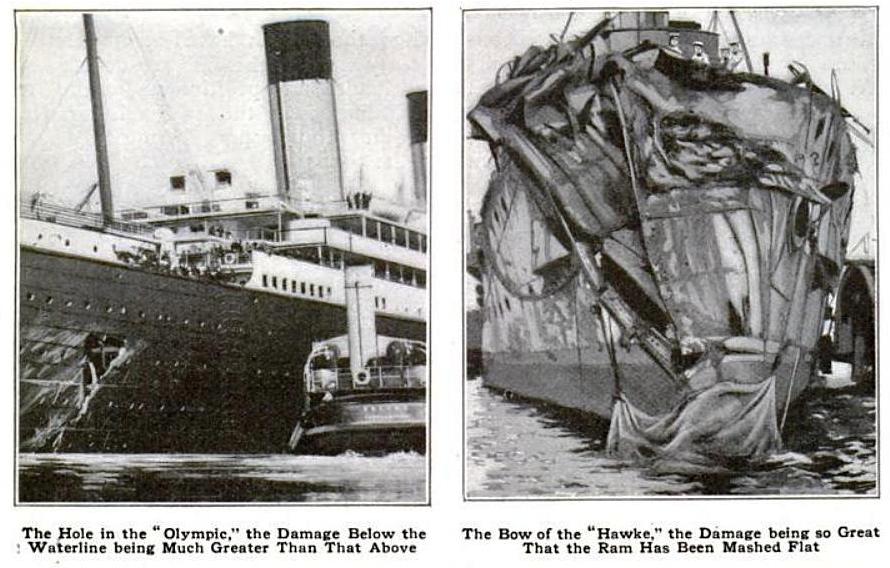 The Hole in the "Olympic," the Damage Below the
Waterline being Much Greater Than That Above
The Bow of the "Hawke," the Damage being so Great
That the Ram Has Been Mashed Flat